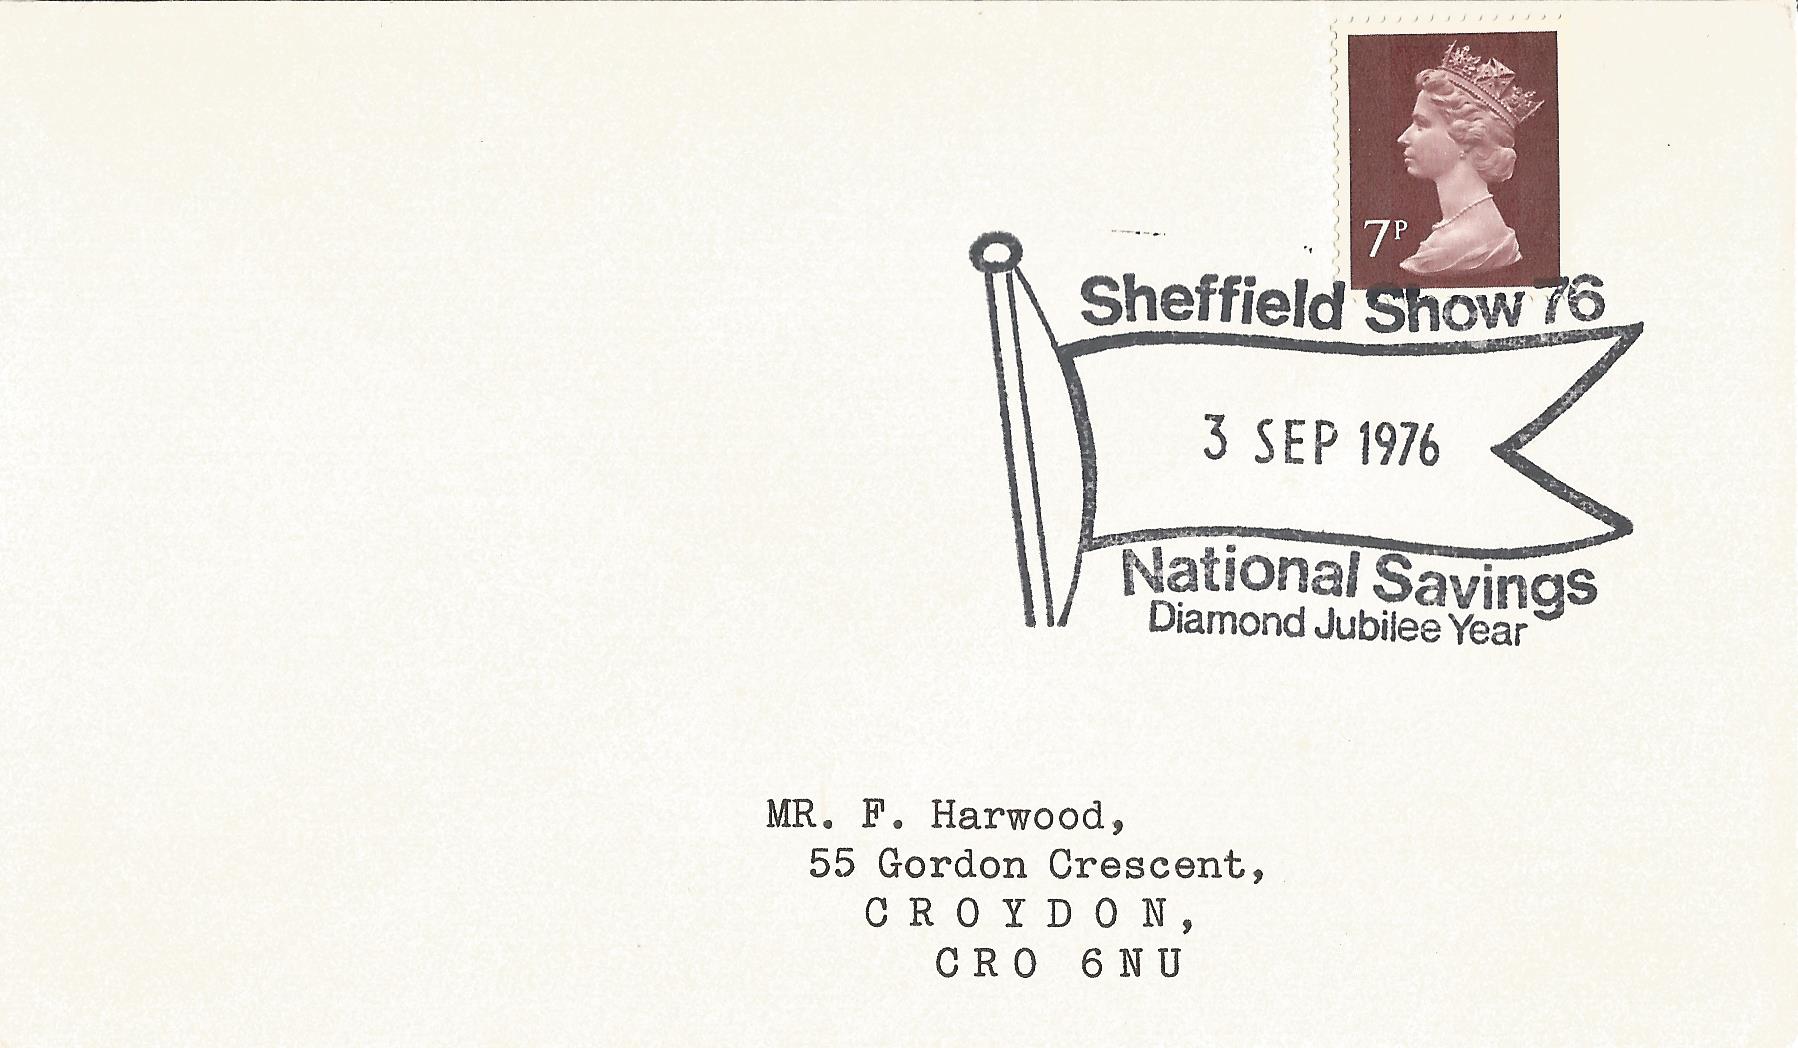 7P
Sheffield Show 76
3 SEP 1976
National Savings
Diamond Jubilee Year
MR. F. Harwood,
55 Gordon Crescent,
CROYDON,
CRO 6NU